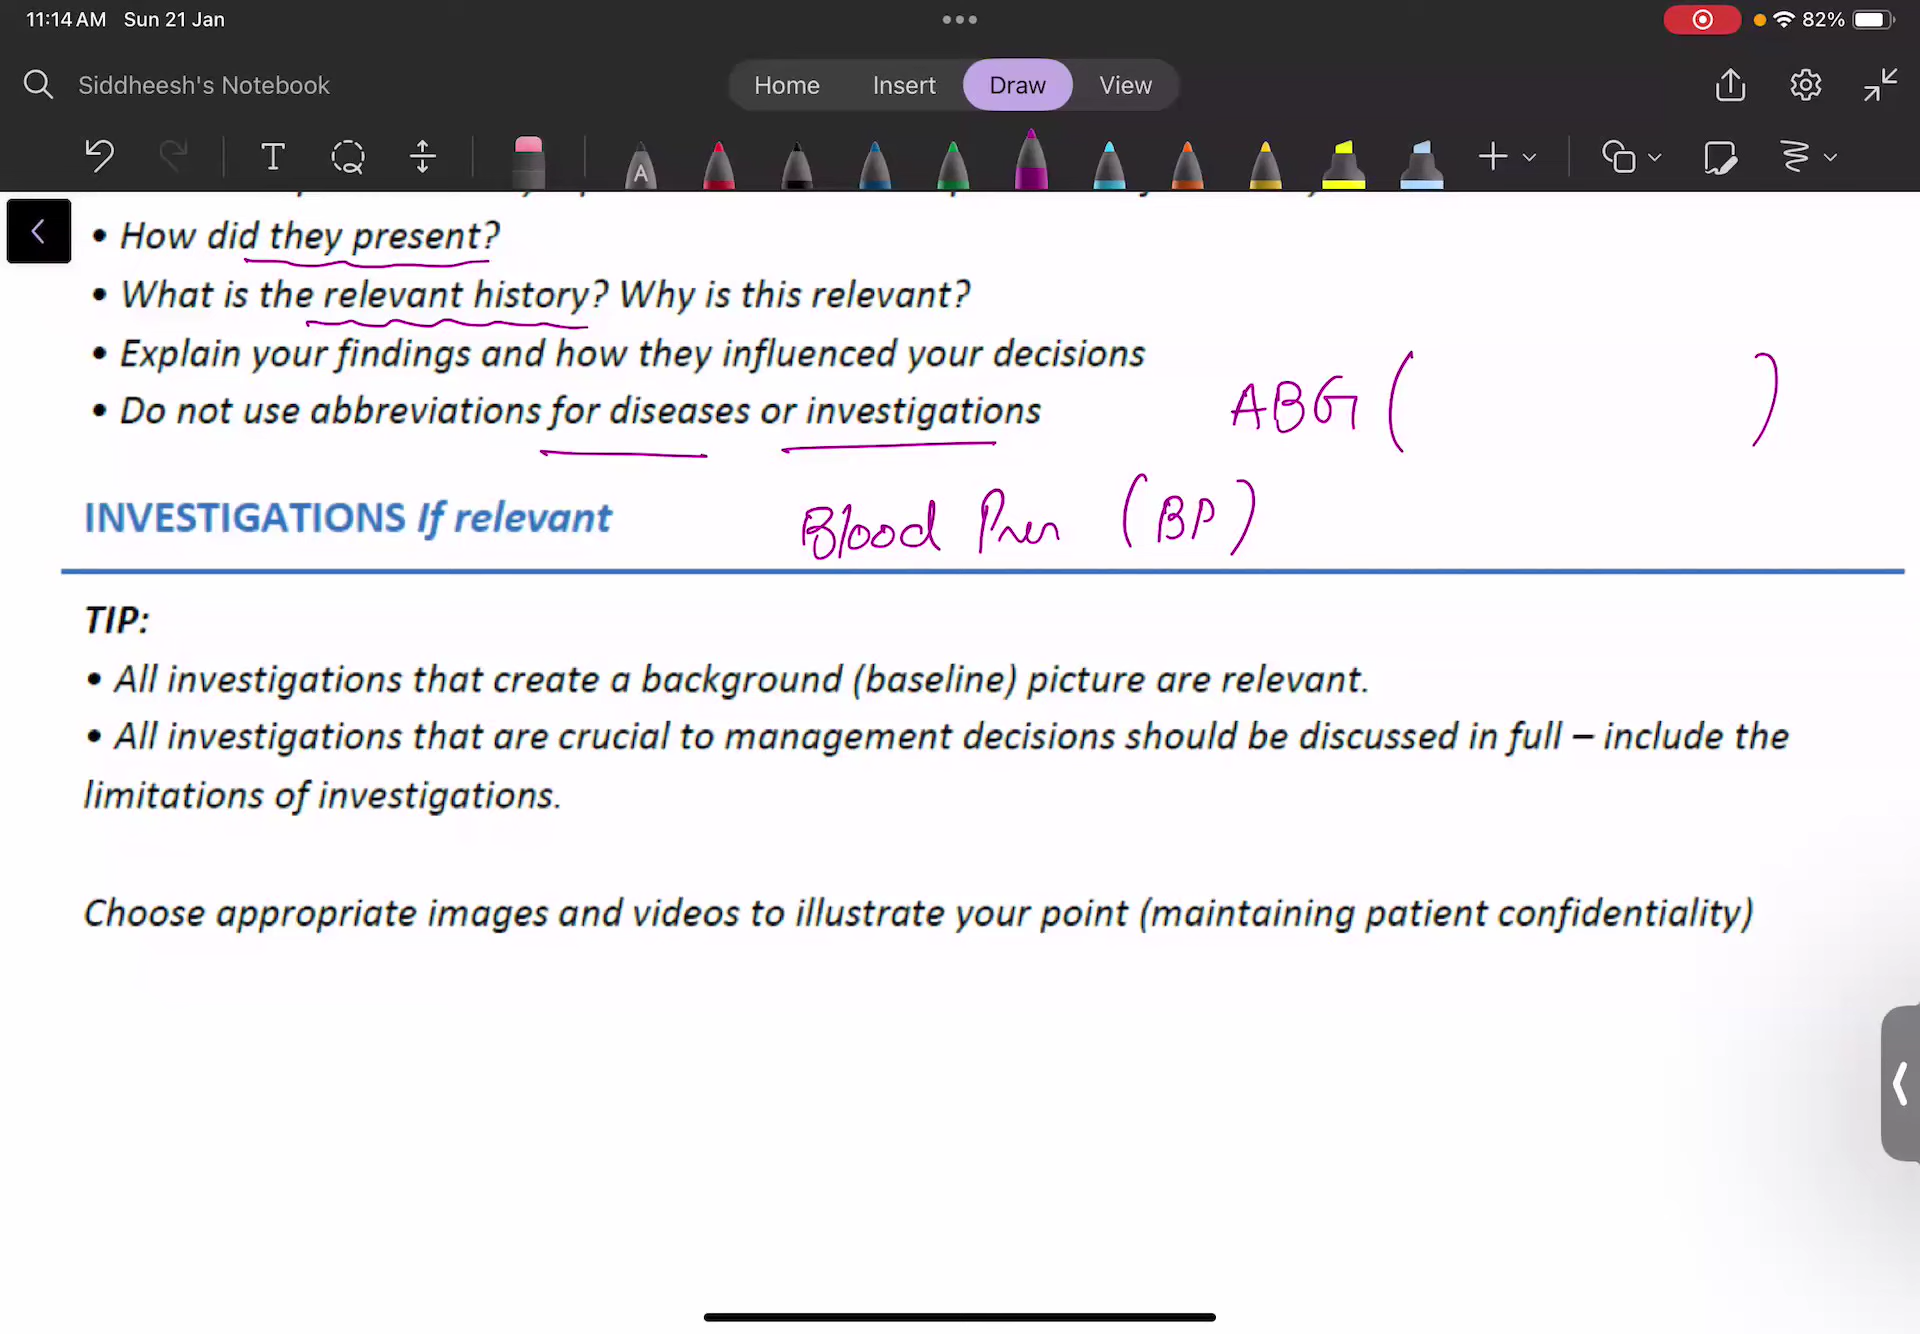 11:14 AM Sun 21 Jan
82%
Siddheesh's Notebook
Home Insert Draw View
T
A
• How did they present?
• What is the relevant history? Why is this relevant?
• Explain your findings and how they influenced your decisions
• Do not use abbreviations for diseases or investigations
ABG ( )
INVESTIGATIONS If relevant
Blood (BP)
TIP:
• All investigations that create a background (baseline) picture are relevant.
• All investigations that are crucial to management decisions should be discussed in full – include the
limitations of investigations.
Choose appropriate images and videos to illustrate your point (maintaining patient confidentiality)